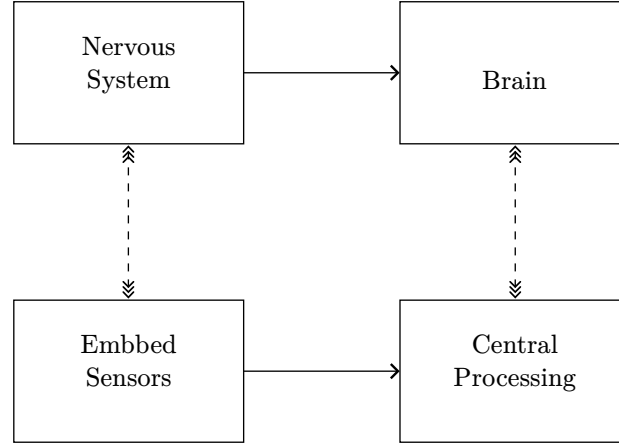 Nervous
System
Brain
Embbed
Sensors
Central
Processing